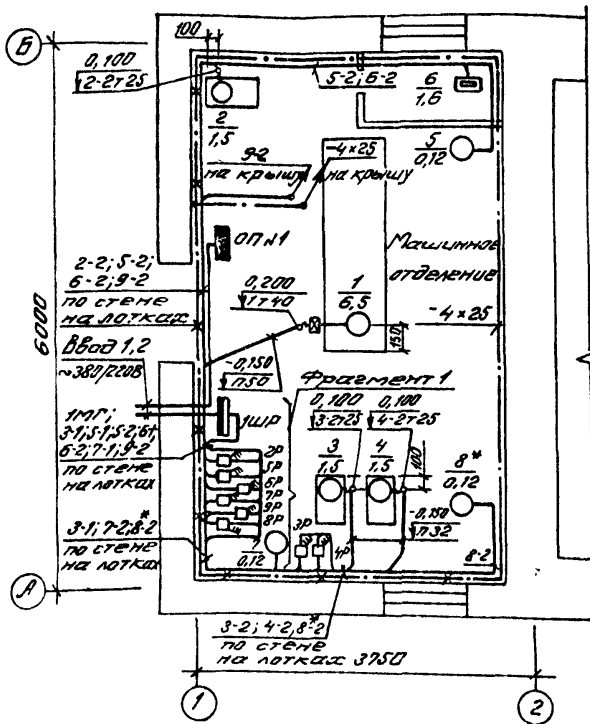 Б
100
0,100
2-2т25
5-2; 6-2
6
1,6
2
1,5
5
0,12
9-2
на крышу
-4×25
на крышу
ОП№1
Машинное
отделение
2-2; 5-2;
6-2; 9-2
по стене
на лотках
0,200
1т40
1
6,5
-4×25
6000
150
Ввод 1,2
~380/220В
-0,150
п50
Фрагмент 1
1МГ;
3-1; 5-1; 5-2; 6-1
6-2; 7-1; 9-2
по стене
на лотках
1ШР
0,100
3-2т25
0,100
4-2т25
2Р
5Р
6Р
7Р
9Р
8Р
3
1,5
4
1,5
100
8*
0,12
-0,150
п32
3-1; 7-2; 8*-2
по стене
на лотках
7
0,12
3Р
4Р
8-2
А
3-2; 4-2, 8*-2
по стене
на лотках
3750
1
2